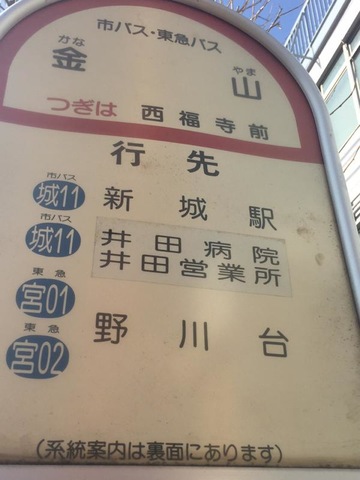 市バス・東急バス
かな やま
金 山
つぎは 西福寺前
行先
市バス
城11 新城駅
市バス
城11 井田病院
井田営業所
東急
宮01
東急
宮02 野川台
(系統案内は裏面にあります)